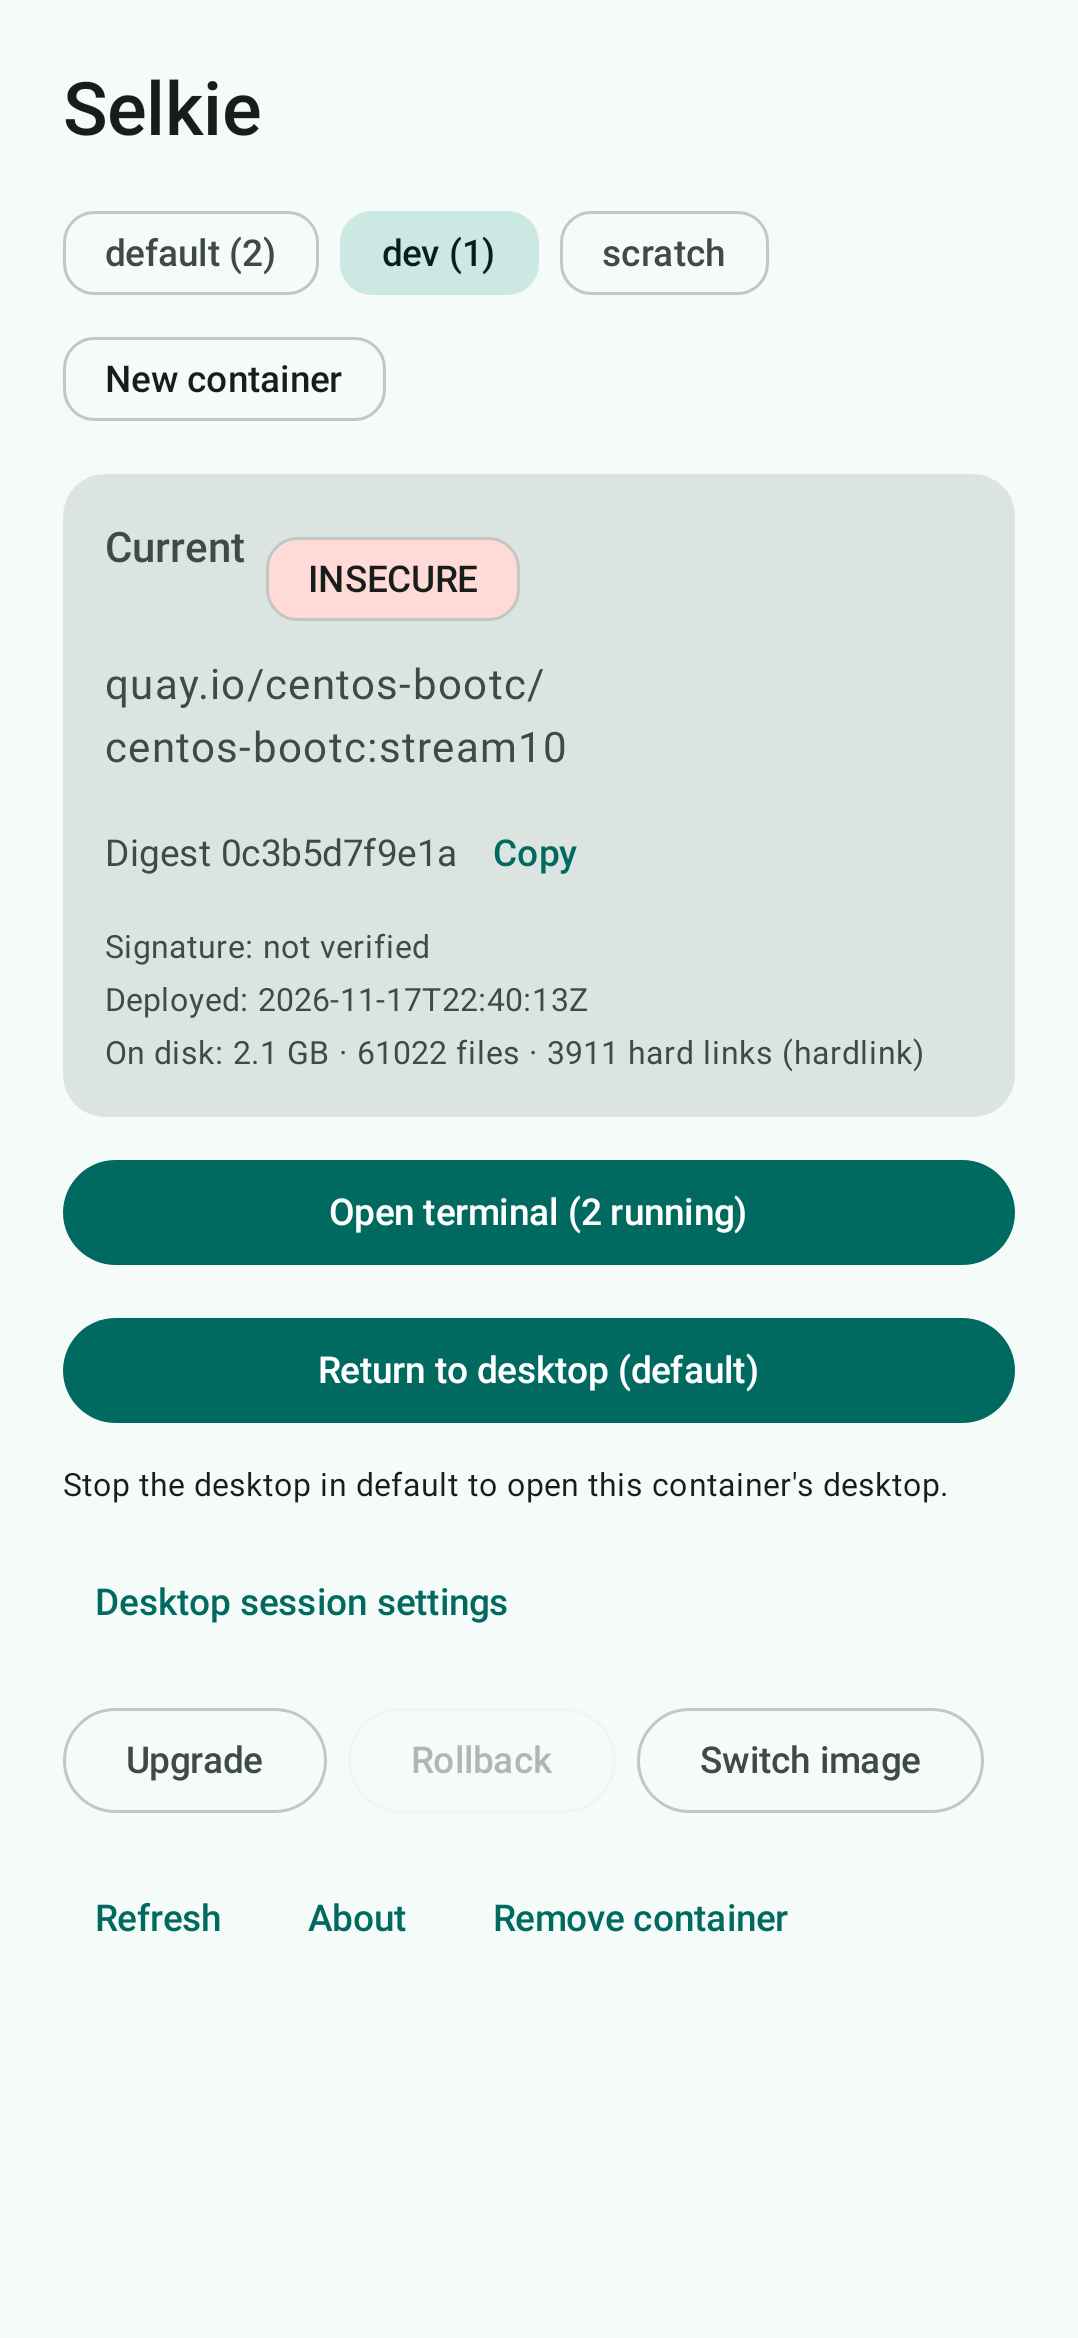 Selkie
default (2) dev (1) scratch
New container
Current INSECURE
quay.io/centos-bootc/
centos-bootc:stream10
Digest 0c3b5d7f9e1a Copy
Signature: not verified
Deployed: 2026-11-17T22:40:13Z
On disk: 2.1 GB · 61022 files · 3911 hard links (hardlink)
Open terminal (2 running)
Return to desktop (default)
Stop the desktop in default to open this container's desktop.
Desktop session settings
Upgrade Rollback Switch image
Refresh About Remove container